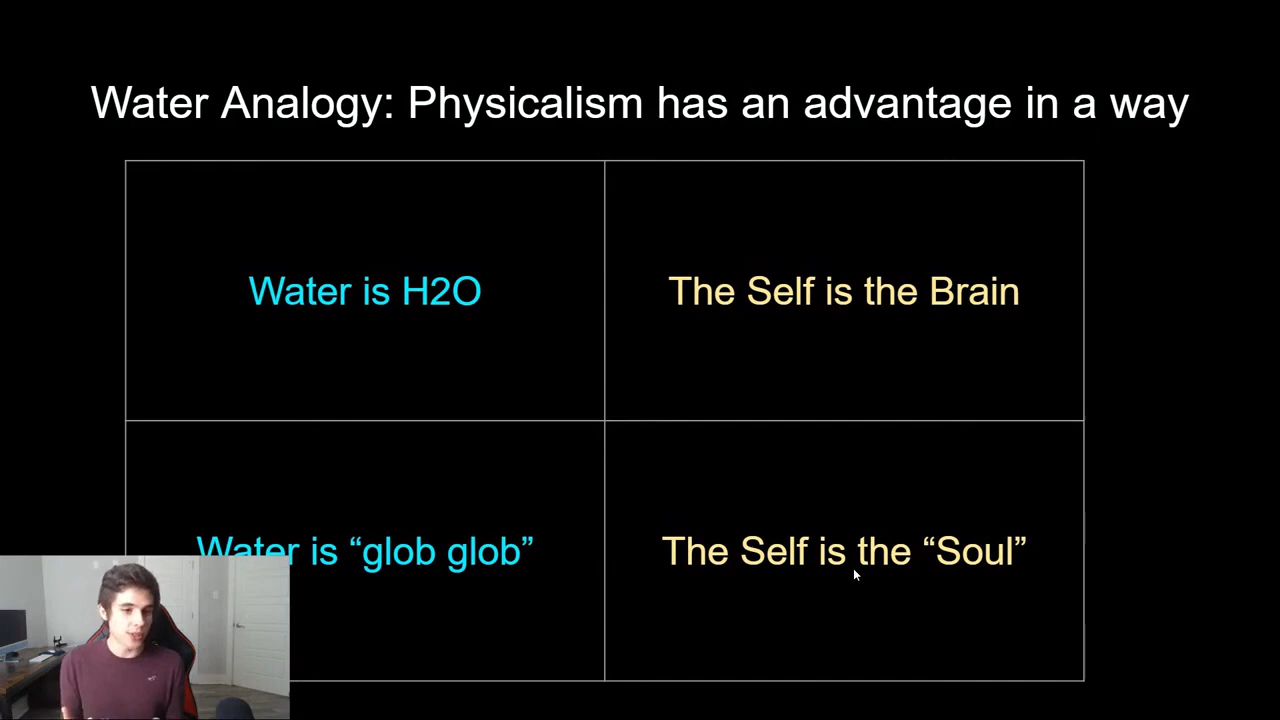 Water Analogy: Physicalism has an advantage in a way
Water is H2O
The Self is the Brain
Water is “glob glob”
The Self is the “Soul”